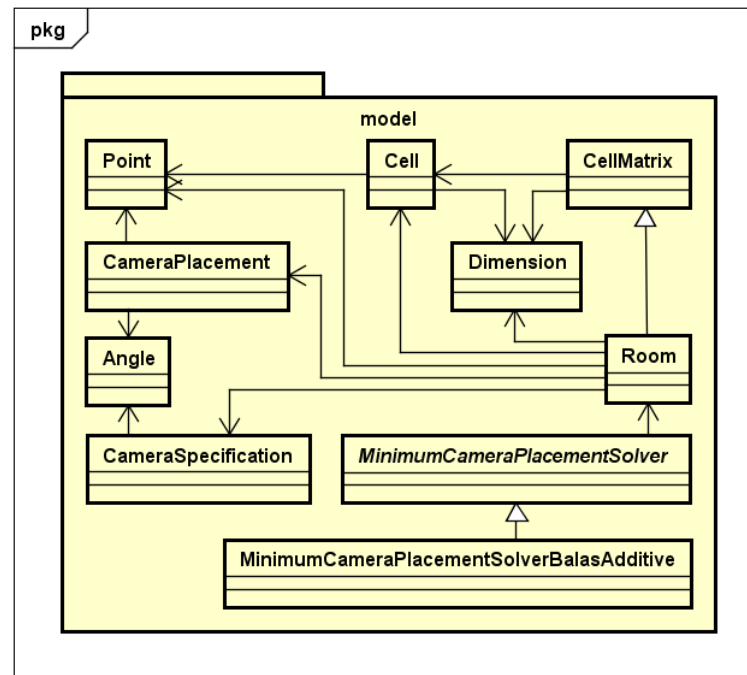 pkg
model
Point
Cell
CellMatrix
CameraPlacement
Dimension
Angle
Room
CameraSpecification
MinimumCameraPlacementSolver
MinimumCameraPlacementSolverBalasAdditive